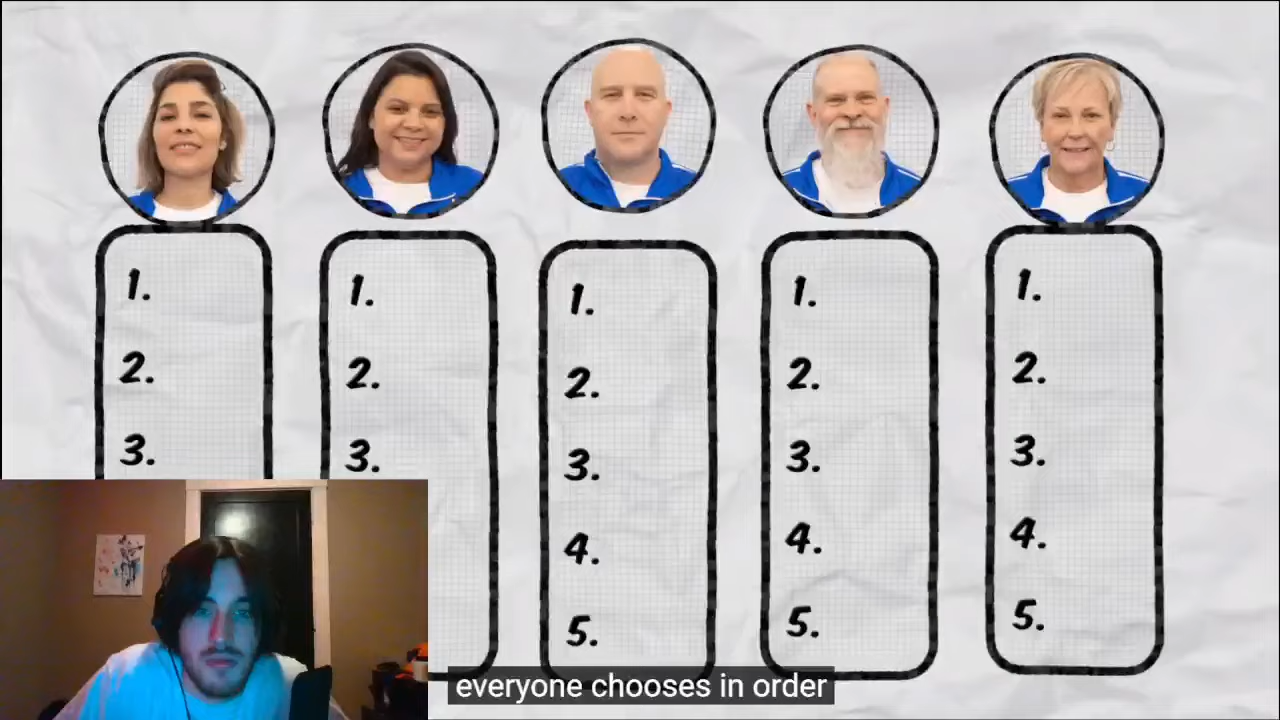 1. 1. 1. 1. 1.
2. 2. 2. 2. 2.
3. 3. 3. 3. 3.
4. 4. 4.
5. 5. 5.
everyone chooses in order